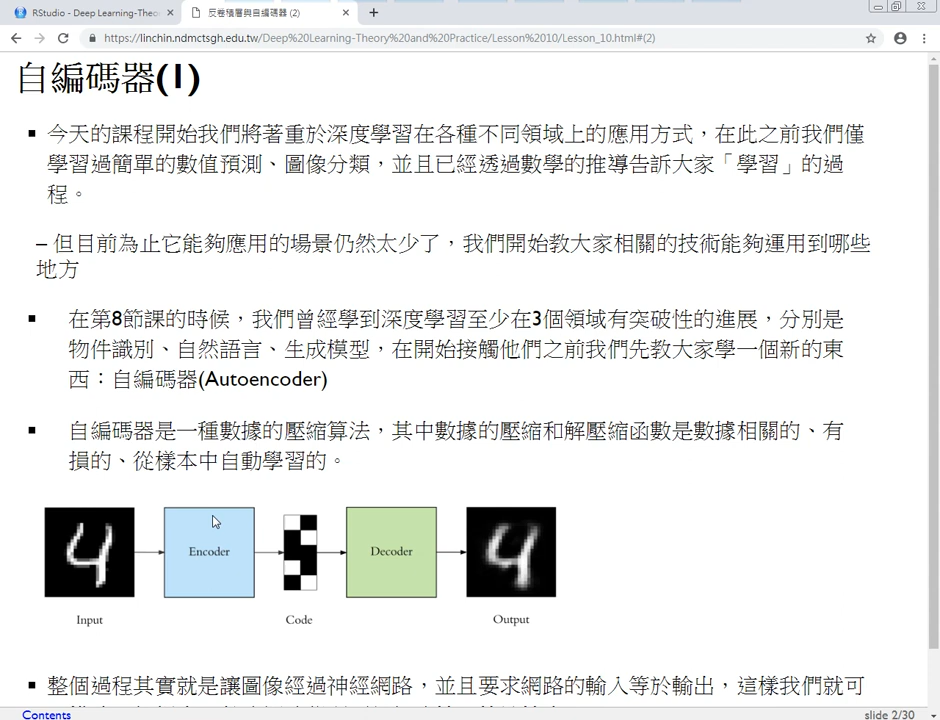 RStudio - Deep Learning-Theor
反卷積層與自編碼器 (2)
https://linchin.ndmctsgh.edu.tw/Deep%20Learning-Theory%20and%20Practice/Lesson%2010/Lesson_10.html#(2)
自編碼器(1)
今天的課程開始我們將著重於深度學習在各種不同領域上的應用方式，在此之前我們僅
學習過簡單的數值預測、圖像分類，並且已經透過數學的推導告訴大家「學習」的過
程。
– 但目前為止它能夠應用的場景仍然太少了，我們開始教大家相關的技術能夠運用到哪些
地方
在第8節課的時候，我們曾經學到深度學習至少在3個領域有突破性的進展，分別是
物件識別、自然語言、生成模型，在開始接觸他們之前我們先教大家學一個新的東
西：自編碼器(Autoencoder)
自編碼器是一種數據的壓縮算法，其中數據的壓縮和解壓縮函數是數據相關的、有
損的、從樣本中自動學習的。
Encoder Decoder
Input Code Output
整個過程其實就是讓圖像經過神經網路，並且要求網路的輸入等於輸出，這樣我們就可
Contents
slide 2/30